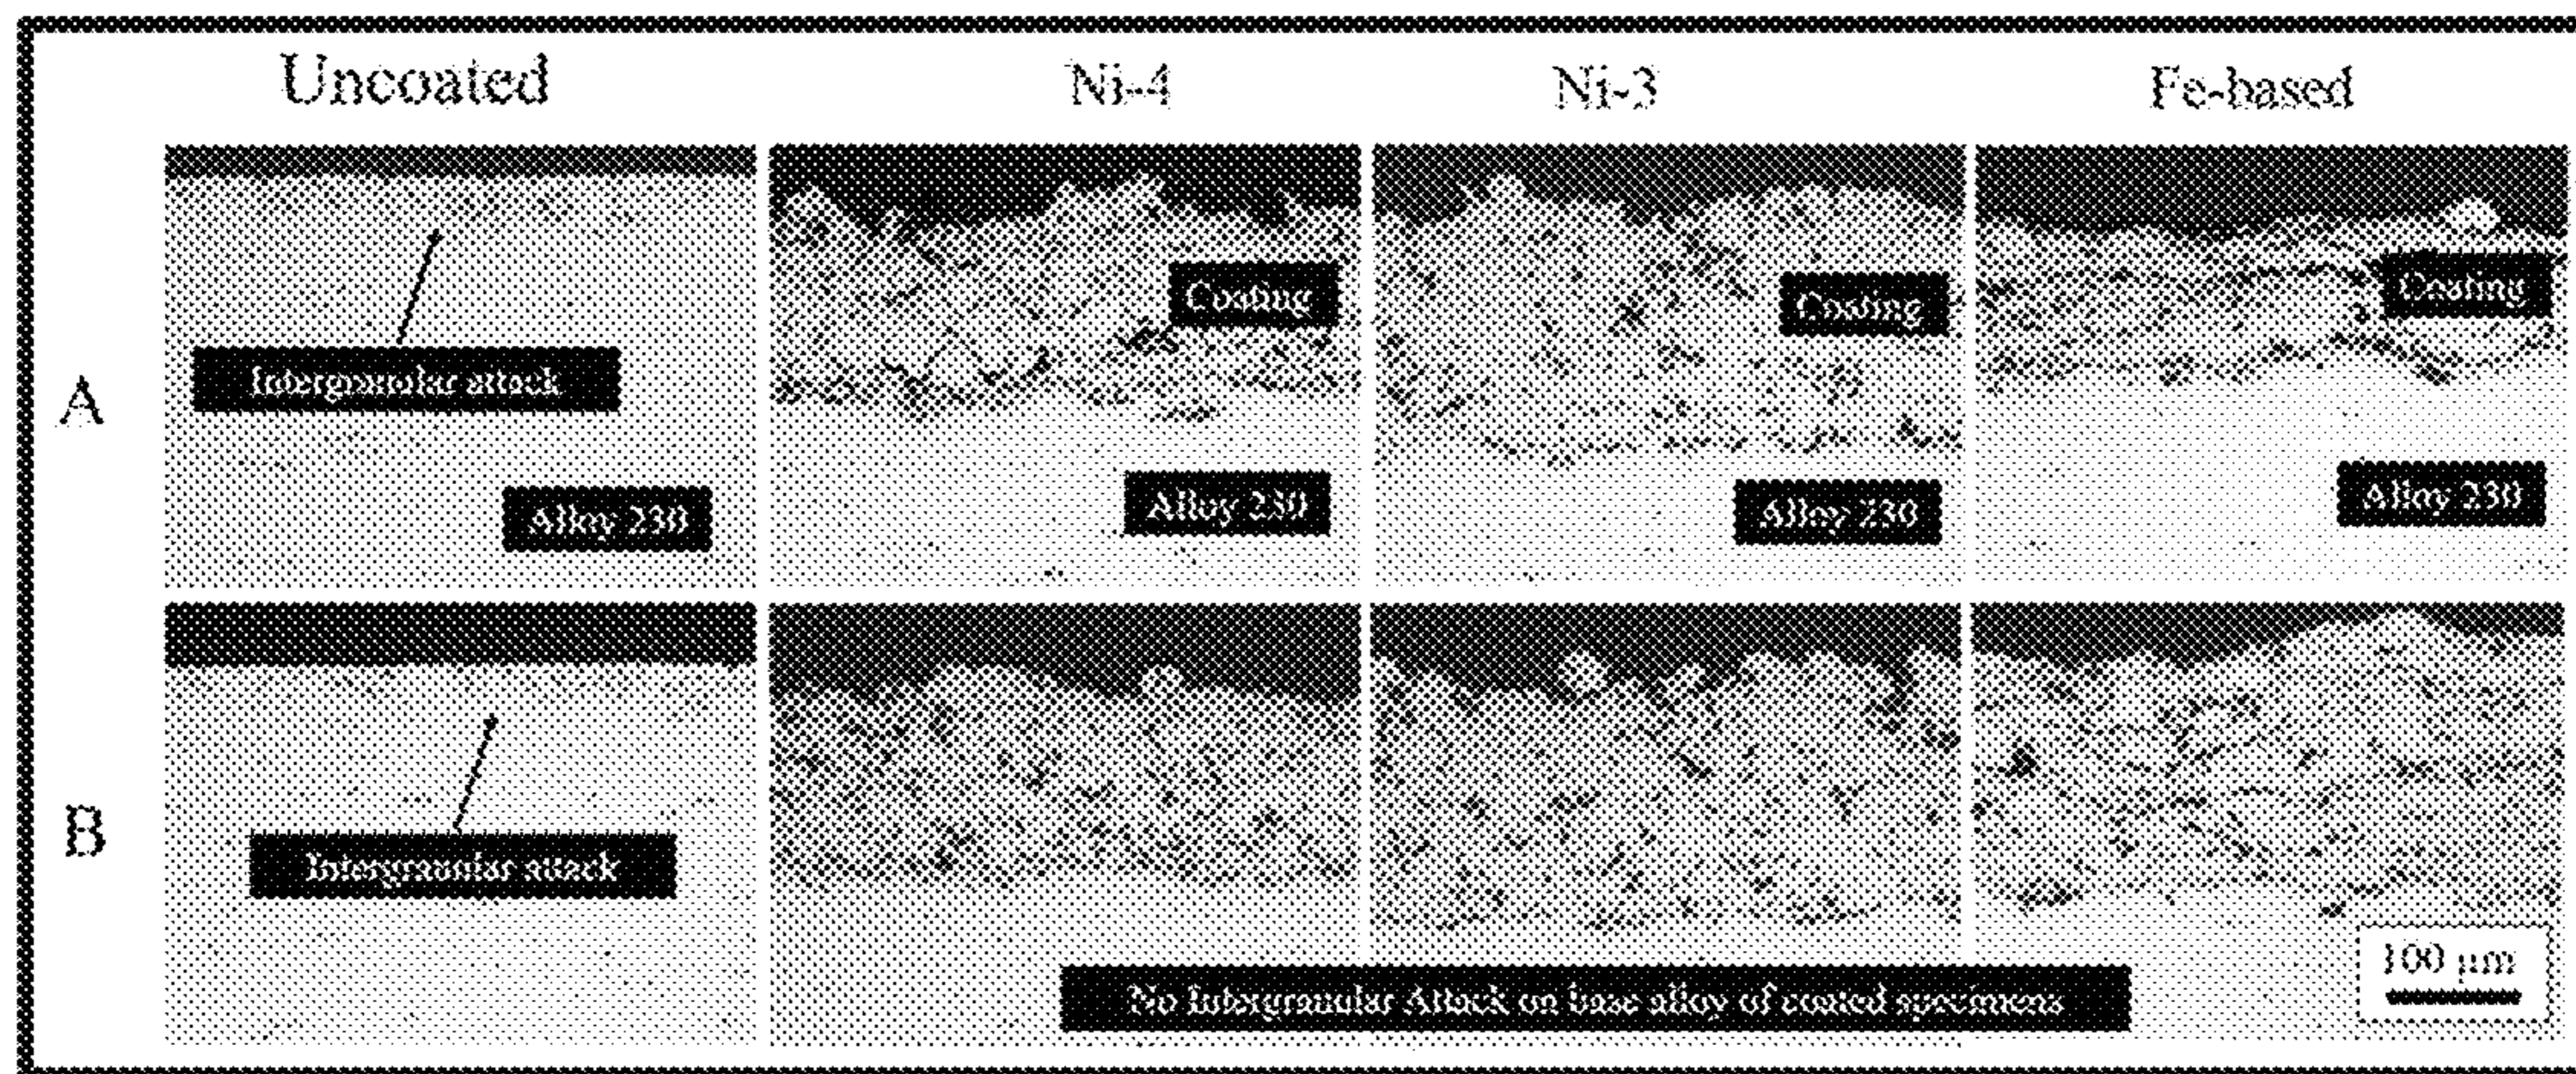 Uncoated Ni-4 Ni-3 Fe-based
A
Coating
Coating
Coating
Intergranular attack
Alloy 230
Alloy 230
Alloy 230
Alloy 230
B
Intergranular attack
No Intergranular Attack on base alloy of coated specimens
100 µm